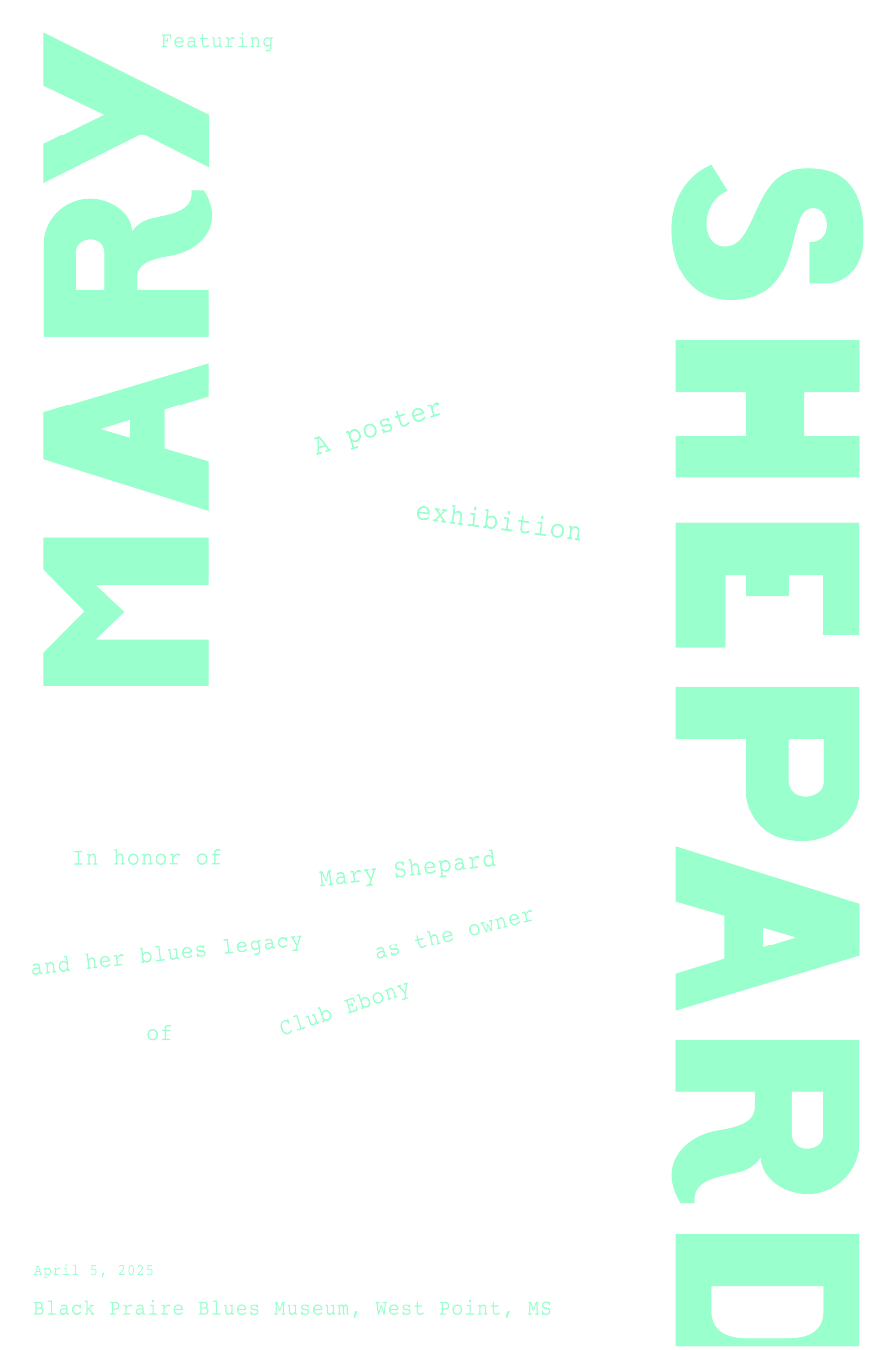 Featuring
MARY
SHEPARD
A poster
exhibition
In honor of
Mary Shepard
and her blues legacy
as the owner
of
Club Ebony
April 5, 2025
Black Praire Blues Museum, West Point, MS